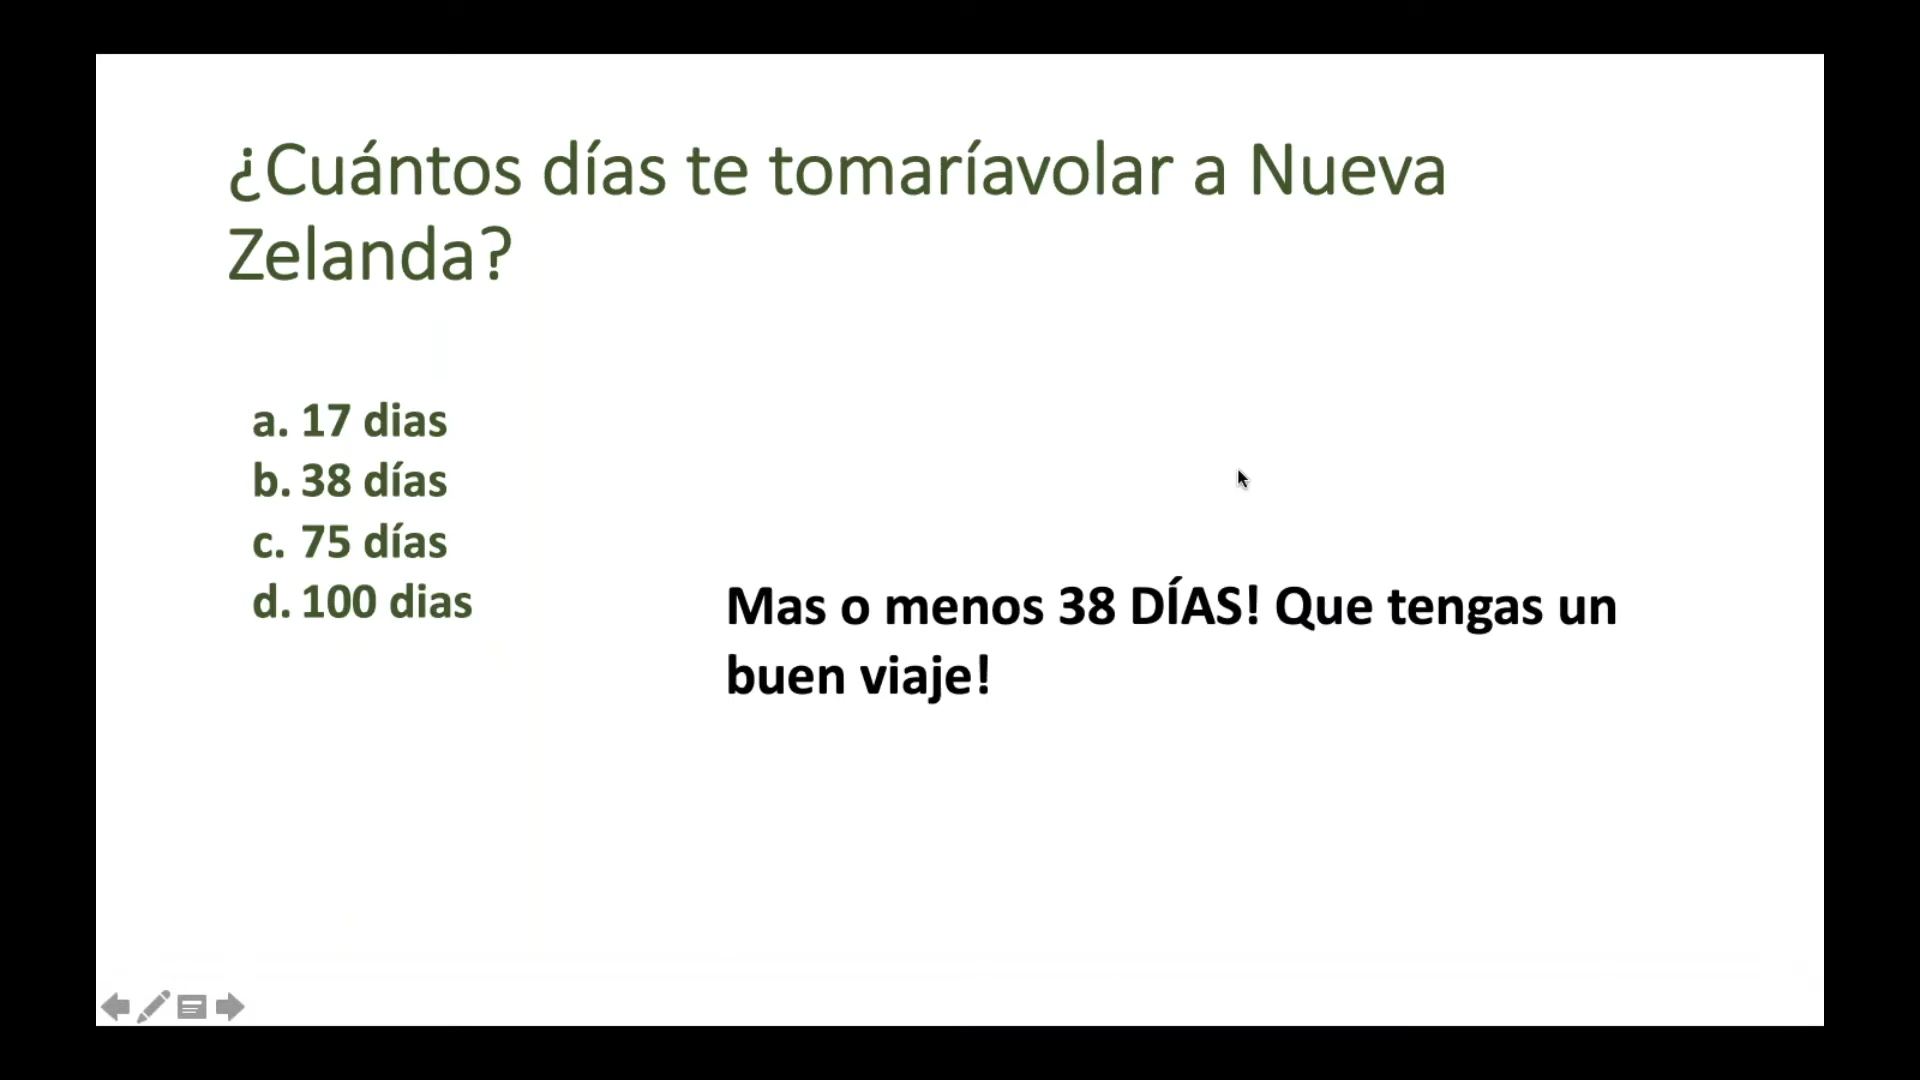 ¿Cuántos días te tomaríavolar a Nueva
Zelanda?
a. 17 dias
b. 38 días
c. 75 días
d. 100 dias
Mas o menos 38 DÍAS! Que tengas un
buen viaje!